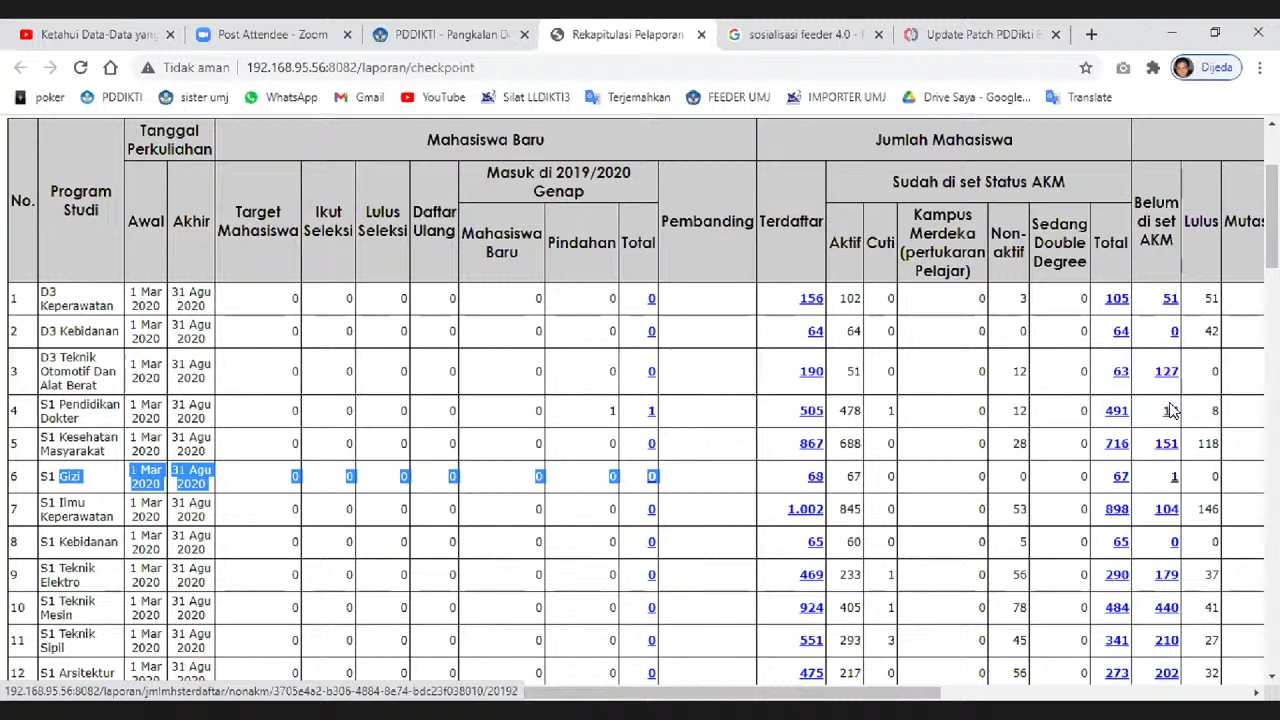 Ketahui Data-Data yan
Post Attendee - Zoom
PDDIKTI - Pangkalan D
Rekapitulasi Pelaporan
sosialisasi feeder 4.0 -
Update Patch PDDikti
Tidak aman
192.168.95.56:8082/laporan/checkpoint
Dijeda
poker
PDDIKTI
sister umj
WhatsApp
Gmail
YouTube
Silat LLDIKTI3
Terjemahkan
FEEDER UMJ
IMPORTER UMJ
Drive Saya - Google...
Translate
No.
Program Studi
Tanggal Perkuliahan
Mahasiswa Baru
Jumlah Mahasiswa
Awal
Akhir
Target Mahasiswa
Ikut Seleksi
Lulus Seleksi
Daftar Ulang
Masuk di 2019/2020 Genap
Mahasiswa Baru
Pindahan
Total
Pembanding
Terdaftar
Sudah di set Status AKM
Aktif
Cuti
Kampus Merdeka (pertukaran Pelajar)
Non-aktif
Sedang Double Degree
Total
Belum di set AKM
Lulus
Mutas
1 D3 Keperawatan 1 Mar 2020 31 Agu 2020 0 0 0 0 0 0 0 156 102 0 0 3 0 105 51 51
2 D3 Kebidanan 1 Mar 2020 31 Agu 2020 0 0 0 0 0 0 0 64 64 0 0 0 0 64 0 42
3 D3 Teknik Otomotif Dan Alat Berat 1 Mar 2020 31 Agu 2020 0 0 0 0 0 0 0 190 51 0 0 12 0 63 127 0
4 S1 Pendidikan Dokter 1 Mar 2020 31 Agu 2020 0 0 0 0 0 1 1 505 478 1 0 12 0 491 8
5 S1 Kesehatan Masyarakat 1 Mar 2020 31 Agu 2020 0 0 0 0 0 0 0 867 688 0 0 28 0 716 151 118
6 S1 Gizi 1 Mar 2020 31 Agu 2020 0 0 0 0 0 0 0 68 67 0 0 0 0 67 1 0
7 S1 Ilmu Keperawatan 1 Mar 2020 31 Agu 2020 0 0 0 0 0 0 0 1.002 845 0 0 53 0 898 104 146
8 S1 Kebidanan 1 Mar 2020 31 Agu 2020 0 0 0 0 0 0 0 65 60 0 0 5 0 65 0 0
9 S1 Teknik Elektro 1 Mar 2020 31 Agu 2020 0 0 0 0 0 0 0 469 233 1 0 56 0 290 179 37
10 S1 Teknik Mesin 1 Mar 2020 31 Agu 2020 0 0 0 0 0 0 0 924 405 1 0 78 0 484 440 41
11 S1 Teknik Sipil 1 Mar 2020 31 Agu 2020 0 0 0 0 0 0 0 551 293 3 0 45 0 341 210 27
12 S1 Arsitektur 1 Mar 2020 31 Agu 2020 0 0 0 0 0 0 0 475 217 0 0 56 0 273 202 32
192.168.95.56:8082/laporan/jmlmhsterdaftar/nonakm/3705e4a2-b306-4884-8e74-bdc23f038010/20192